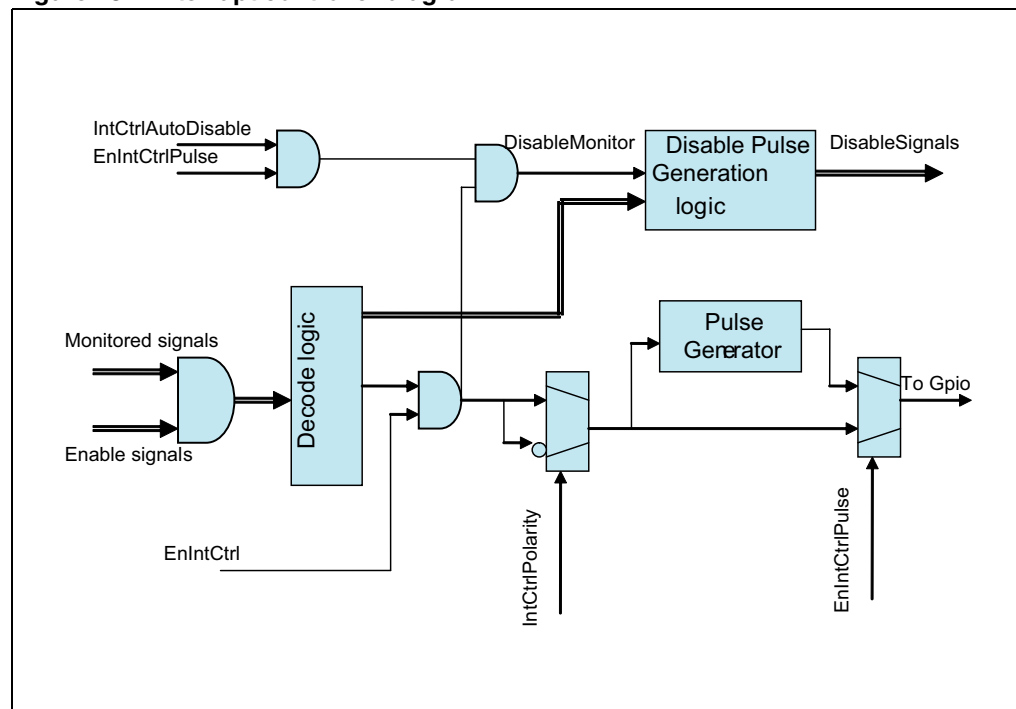 IntCtrlAutoDisable
EnIntCtrlPulse
DisableMonitor
Disable Pulse
Generation
logic
DisableSignals
Monitored signals
Enable signals
Decode logic
Pulse
Generator
To Gpio
EnIntCtrl
IntCtrlPolarity
EnIntCtrlPulse